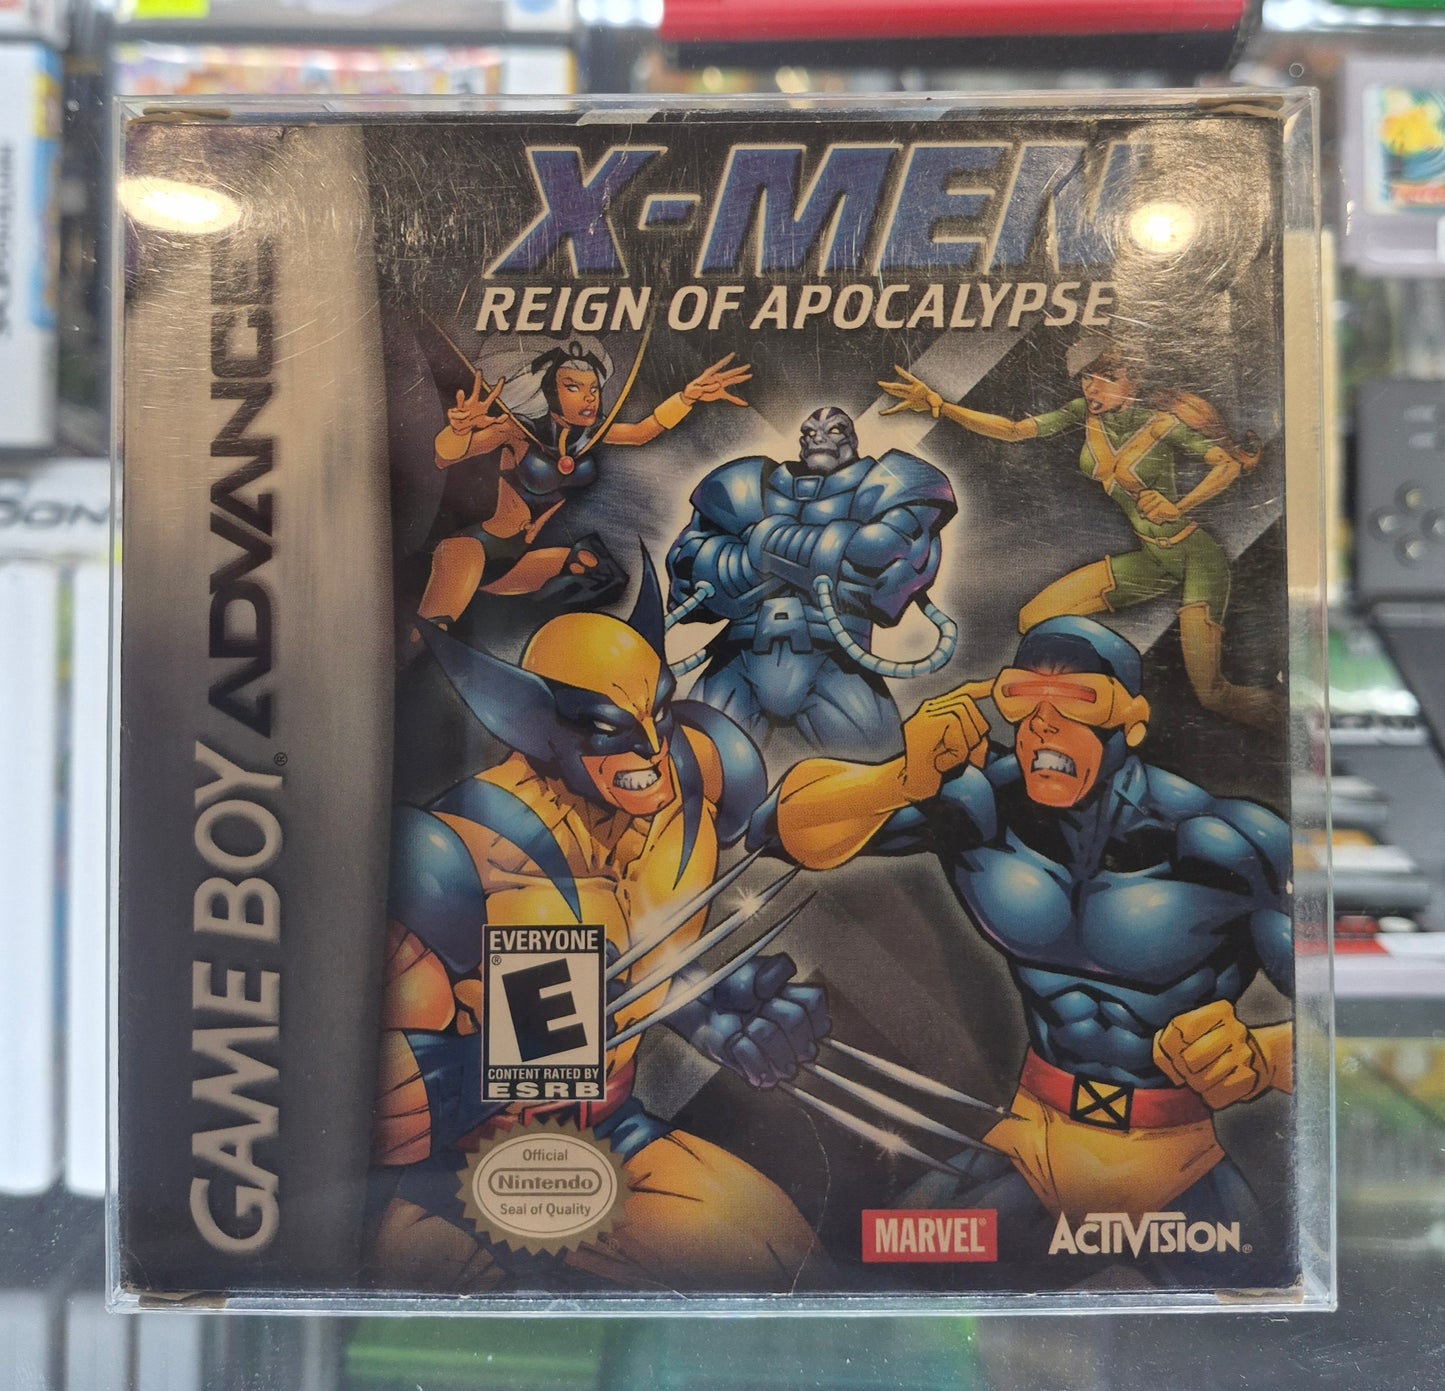 X-MEN
REIGN OF APOCALYPSE
GAME BOY ADVANCE®
EVERYONE
E
®
CONTENT RATED BY
ESRB
Official
Nintendo
Seal of Quality
MARVEL®
ACTIVISION®
A